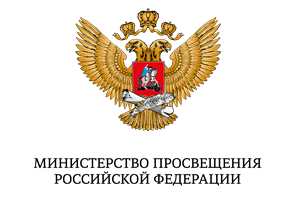 МИНИСТЕРСТВО ПРОСВЕЩЕНИЯ
РОССИЙСКОЙ ФЕДЕРАЦИИ